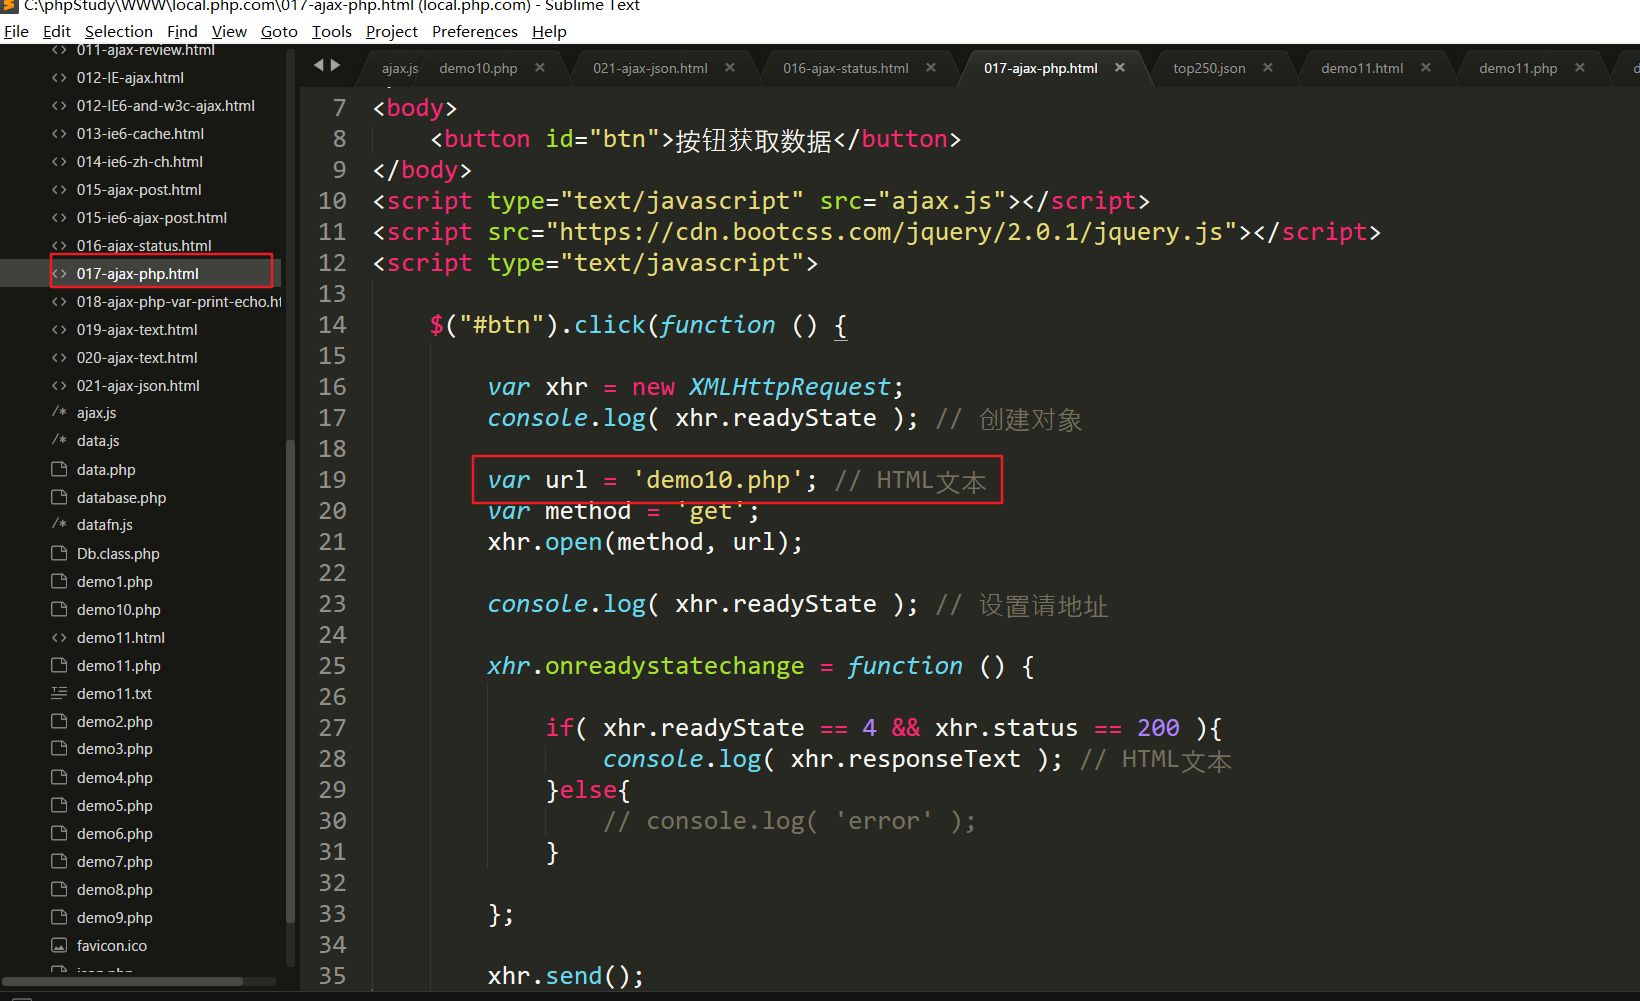 C:\phpStudy\WWW\local.php.com\017-ajax-php.html (local.php.com) - Sublime Text
File Edit Selection Find View Goto Tools Project Preferences Help
011-ajax-review.html
012-IE-ajax.html
012-IE6-and-w3c-ajax.html
013-ie6-cache.html
014-ie6-zh-ch.html
015-ajax-post.html
015-ie6-ajax-post.html
016-ajax-status.html
017-ajax-php.html
018-ajax-php-var-print-echo.ht
019-ajax-text.html
020-ajax-text.html
021-ajax-json.html
/* ajax.js
/* data.js
data.php
database.php
/* datafn.js
Db.class.php
demo1.php
demo10.php
demo11.html
demo11.php
demo11.txt
demo2.php
demo3.php
demo4.php
demo5.php
demo6.php
demo7.php
demo8.php
demo9.php
favicon.ico
ajax.js demo10.php × 021-ajax-json.html × 016-ajax-status.html × 017-ajax-php.html × top250.json × demo11.html × demo11.php ×
7 <body>
8 <button id="btn">按钮获取数据</button>
9 </body>
10 <script type="text/javascript" src="ajax.js"></script>
11 <script src="https://cdn.bootcss.com/jquery/2.0.1/jquery.js"></script>
12 <script type="text/javascript">
13
14 $("#btn").click(function () {
15
16 var xhr = new XMLHttpRequest;
17 console.log( xhr.readyState ); // 创建对象
18
19 var url = 'demo10.php'; // HTML文本
20 var method = 'get';
21 xhr.open(method, url);
22
23 console.log( xhr.readyState ); // 设置请地址
24
25 xhr.onreadystatechange = function () {
26
27 if( xhr.readyState == 4 && xhr.status == 200 ){
28 console.log( xhr.responseText ); // HTML文本
29 }else{
30 // console.log( 'error' );
31 }
32
33 };
34
35 xhr.send();